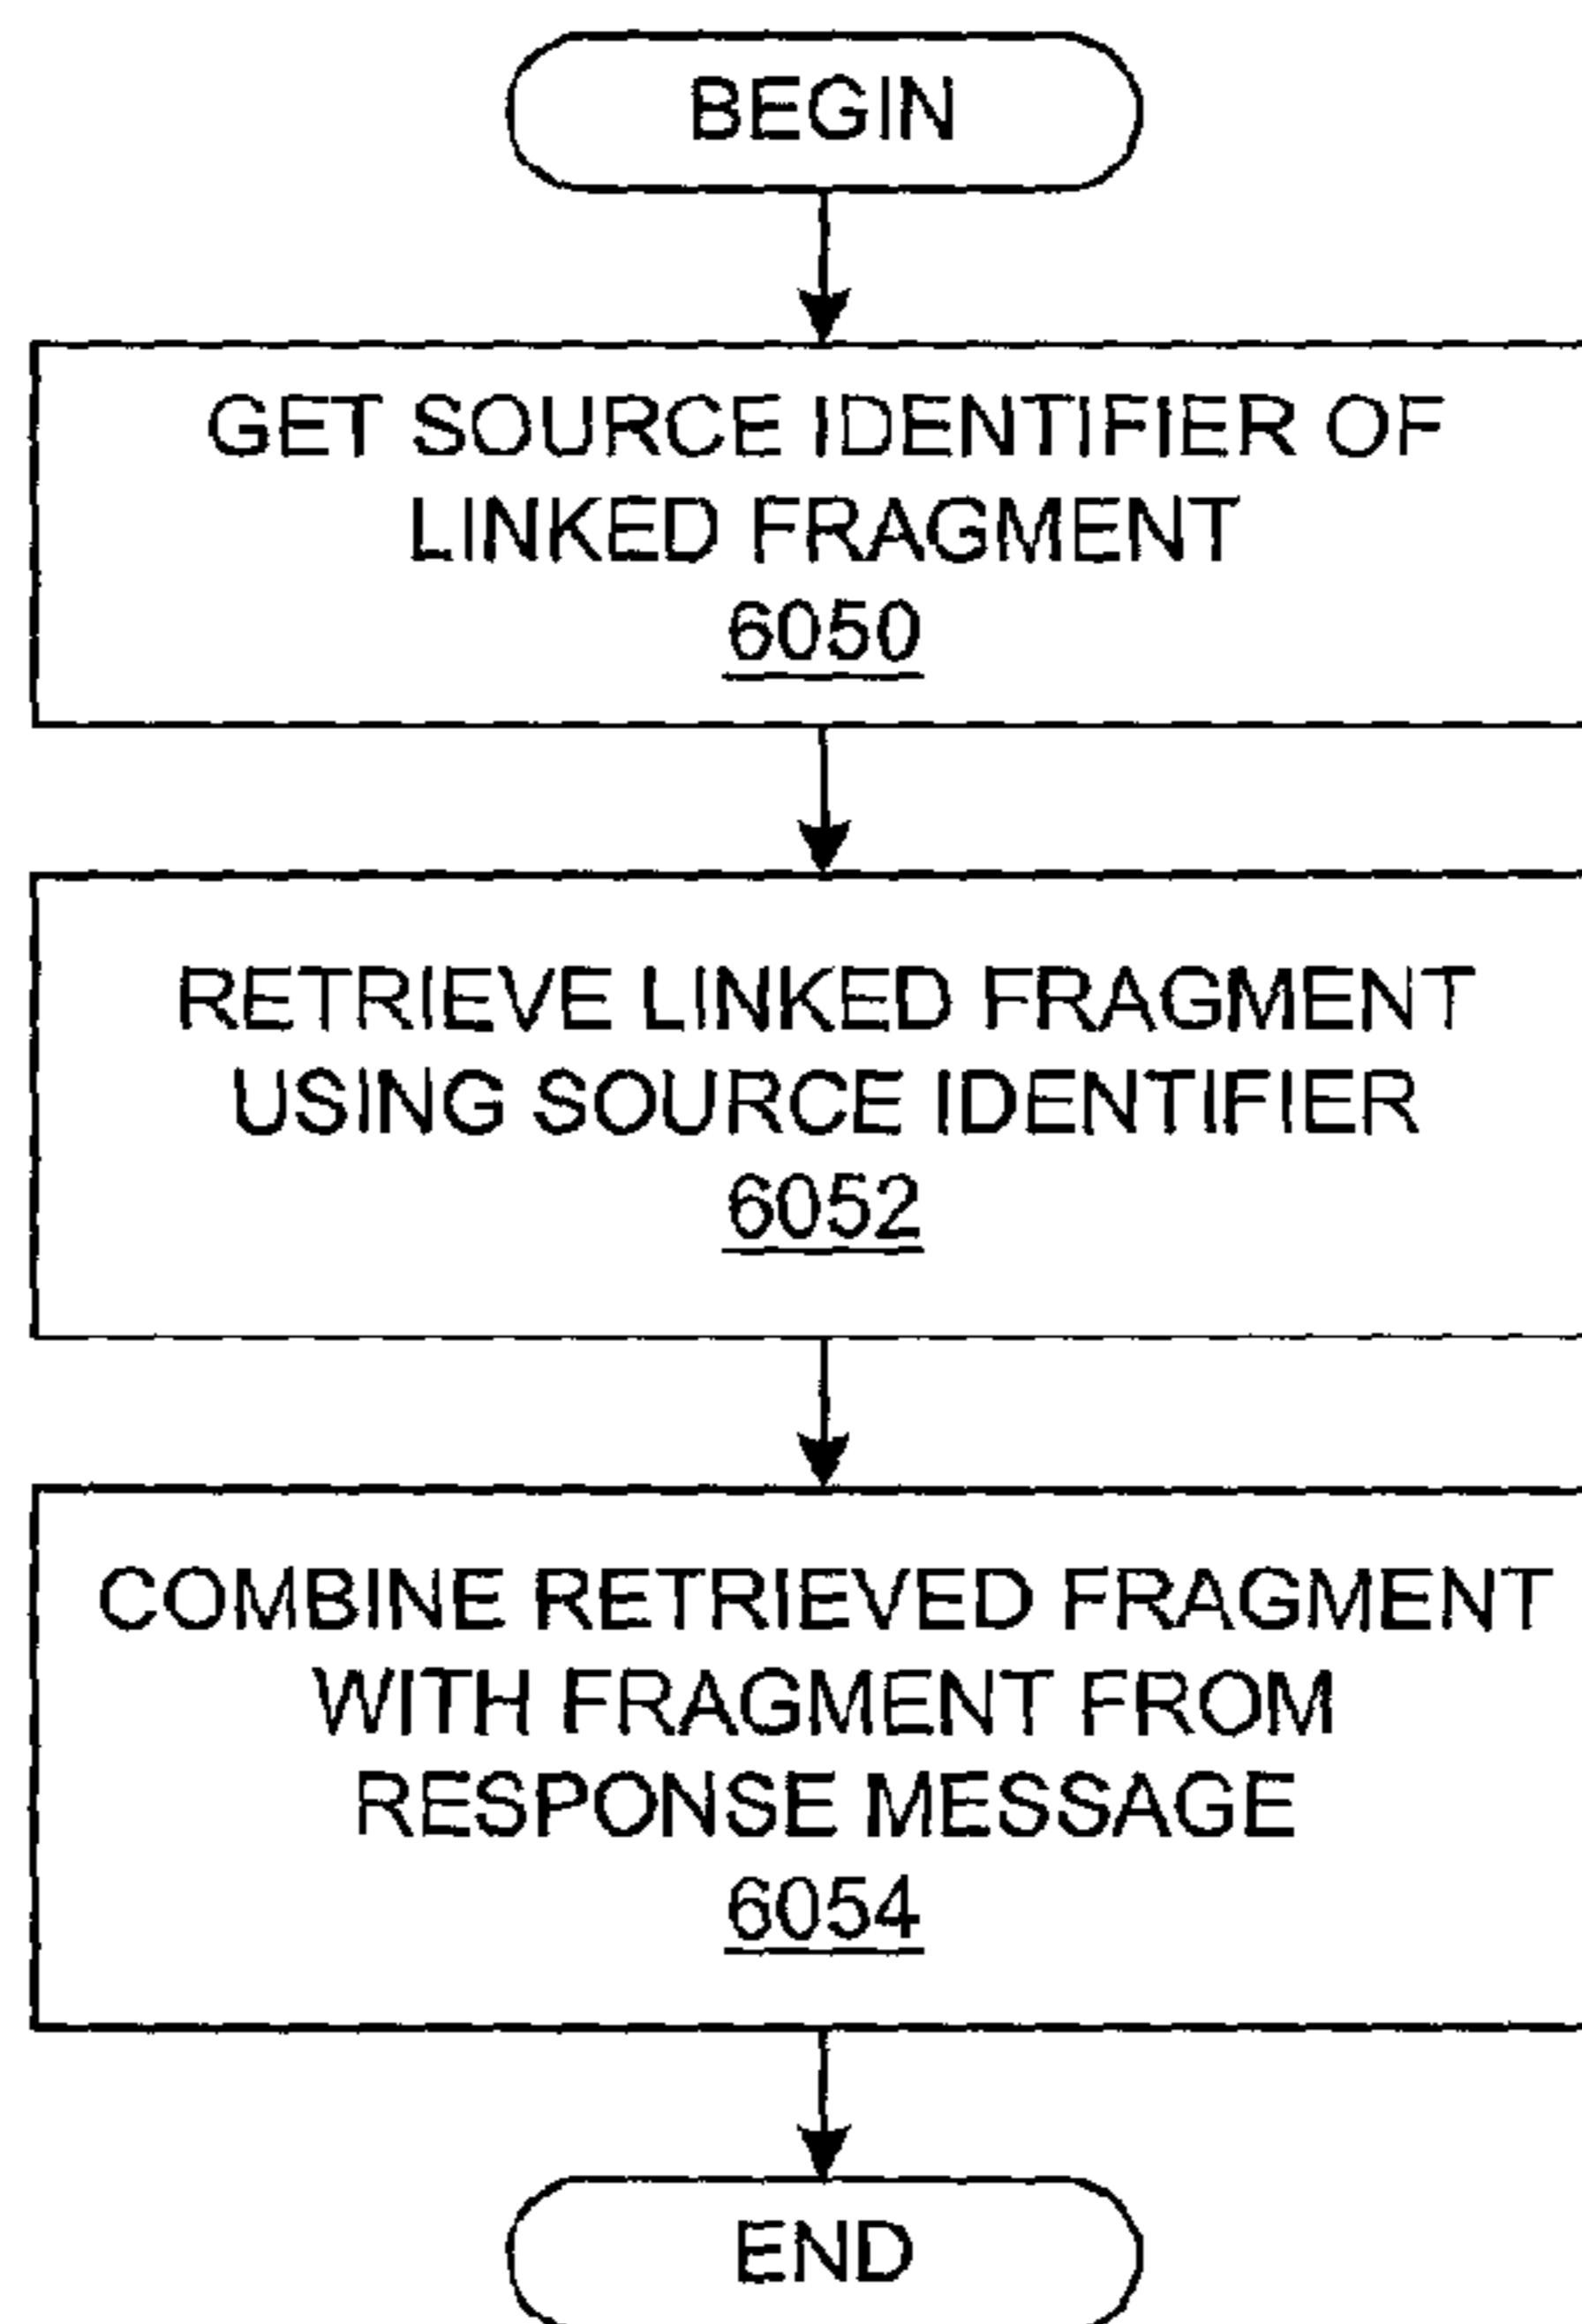 BEGIN
GET SOURCE IDENTIFIER OF
LINKED FRAGMENT
6050
RETRIEVE LINKED FRAGMENT
USING SOURCE IDENTIFIER
6052
COMBINE RETRIEVED FRAGMENT
WITH FRAGMENT FROM
RESPONSE MESSAGE
6054
END